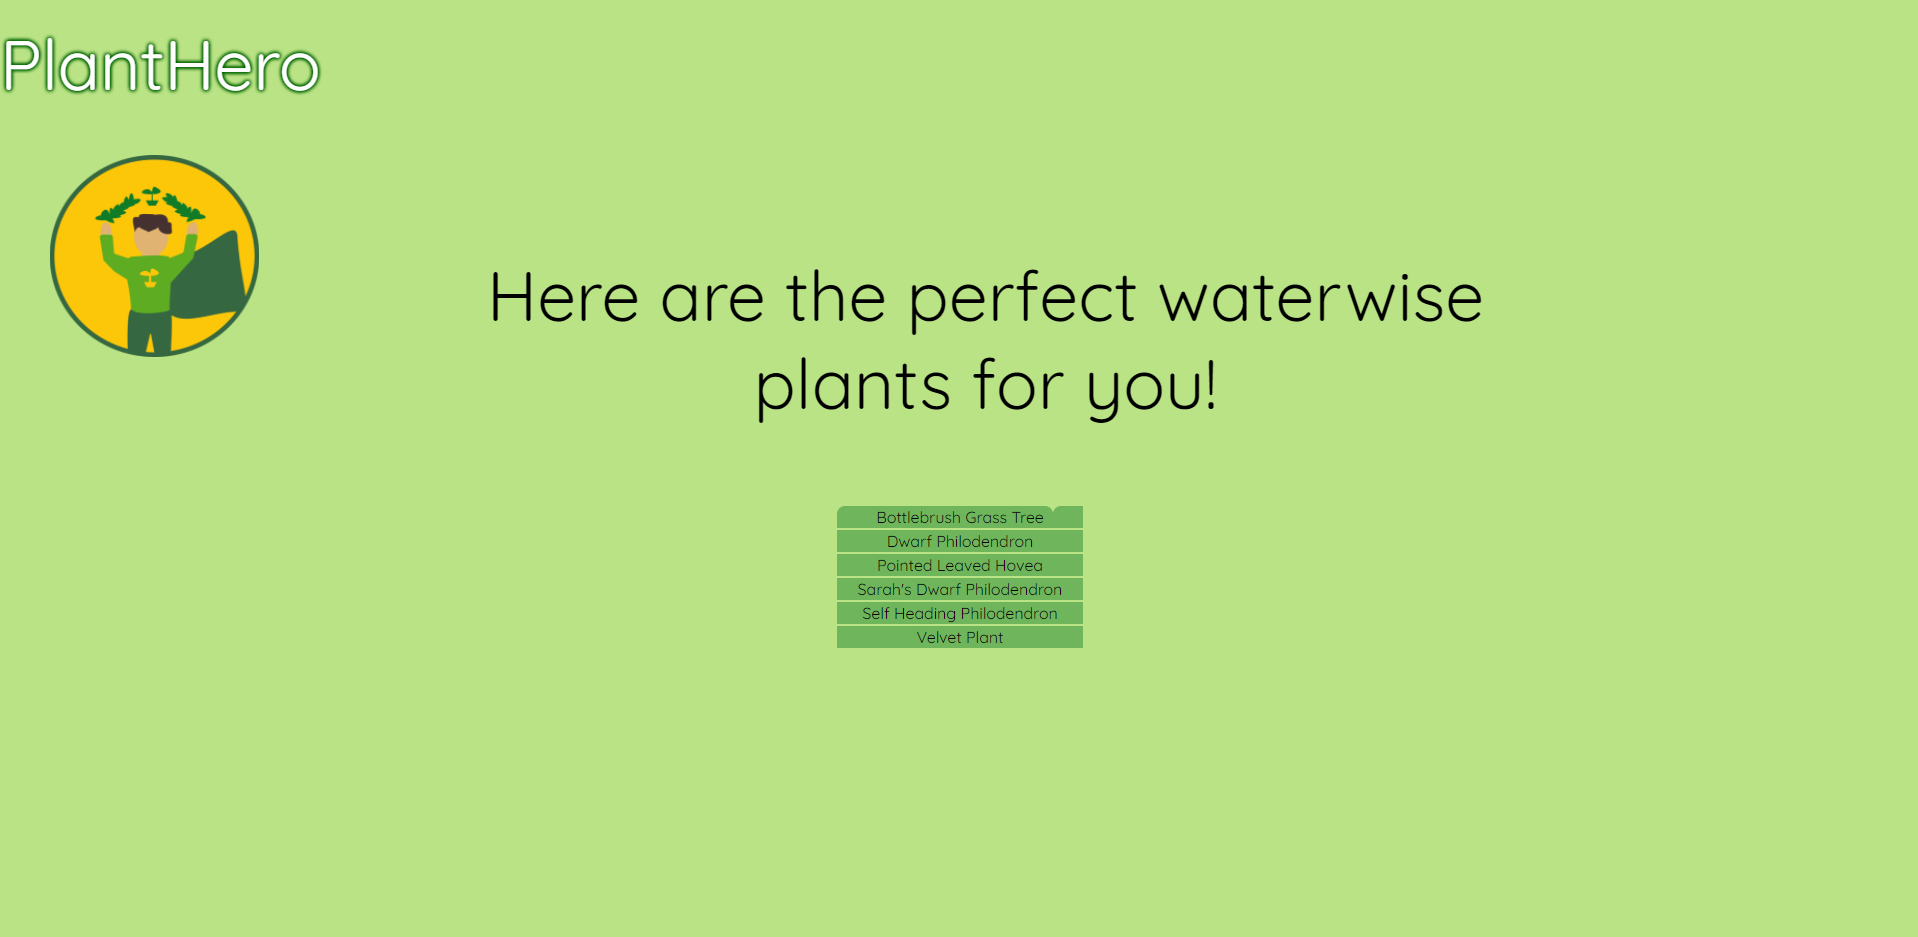 PlantHero
Here are the perfect waterwise
plants for you!
Bottlebrush Grass Tree
Dwarf Philodendron
Pointed Leaved Hovea
Sarah's Dwarf Philodendron
Self Heading Philodendron
Velvet Plant